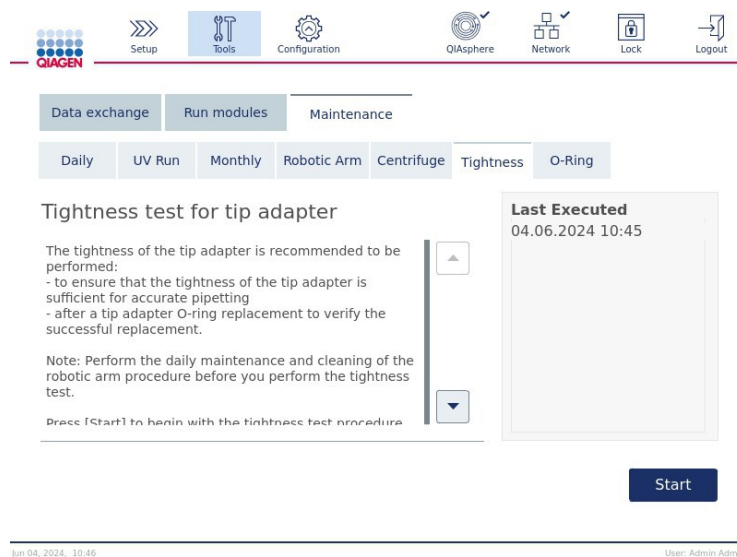 QIAGEN
Setup
Tools
Configuration
QIAsphere
Network
Lock
Logout
Data exchange
Run modules
Maintenance
Daily
UV Run
Monthly
Robotic Arm
Centrifuge
Tightness
O-Ring
Tightness test for tip adapter
The tightness of the tip adapter is recommended to be
performed:
- to ensure that the tightness of the tip adapter is
sufficient for accurate pipetting
- after a tip adapter O-ring replacement to verify the
successful replacement.
Note: Perform the daily maintenance and cleaning of the
robotic arm procedure before you perform the tightness
test.
Press [Start] to begin with the tightness test procedure
Last Executed
04.06.2024 10:45
Start
Jun 04, 2024, 10:46
User: Admin Adm